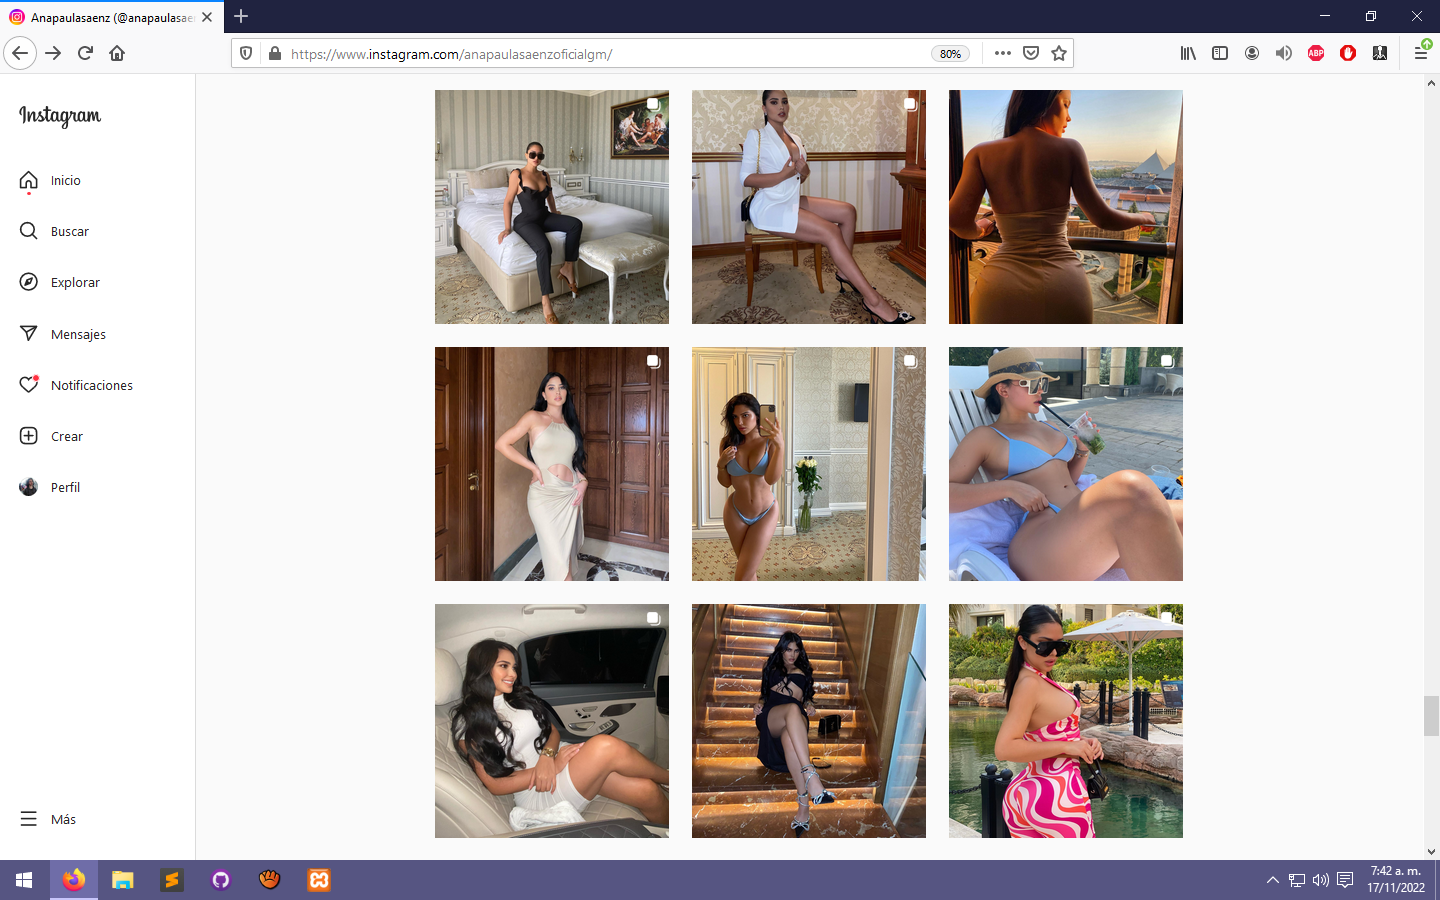 Anapaulasaenz (@anapaulasae
https://www.instagram.com/anapaulasaenzoficialgm/
80%
ABP
Instagram
Inicio
Buscar
Explorar
Mensajes
Notificaciones
Crear
Perfil
Más
7:42 a. m.
17/11/2022